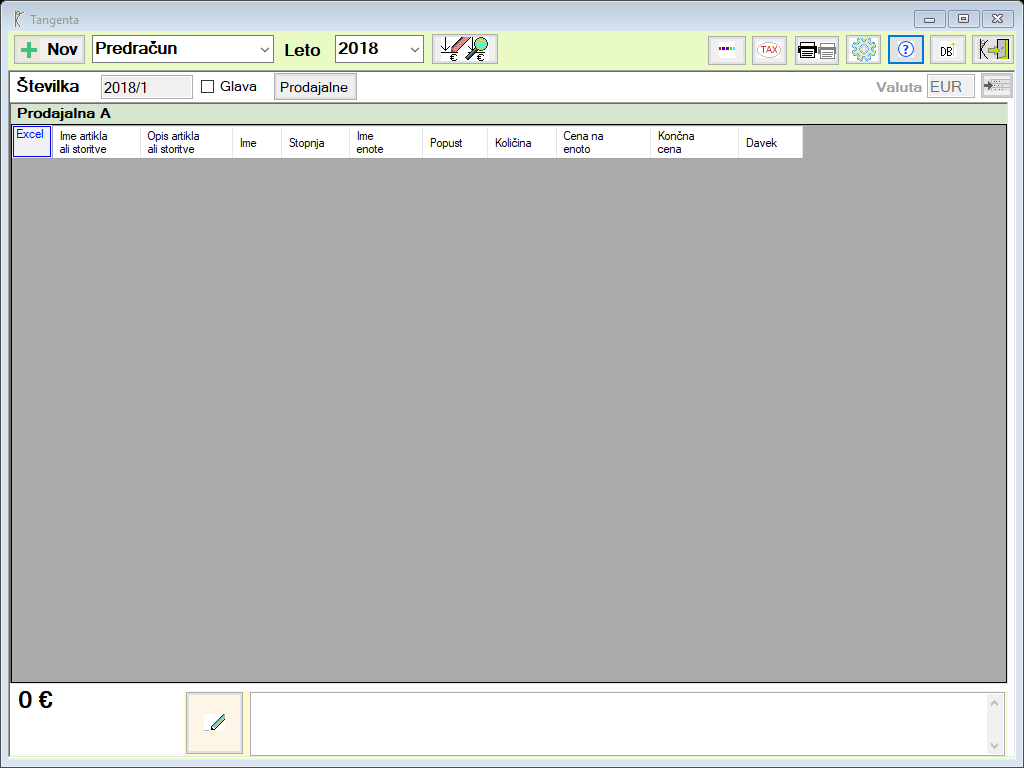 Tangenta
Nov Predračun Leto 2018 TAX ? DB
Številka 2018/1 Glava Prodajalne Valuta EUR
Prodajalna A
Excel Ime artikla ali storitve Opis artikla ali storitve Ime Stopnja Ime enote Popust Količina Cena na enoto Končna cena Davek
0 €